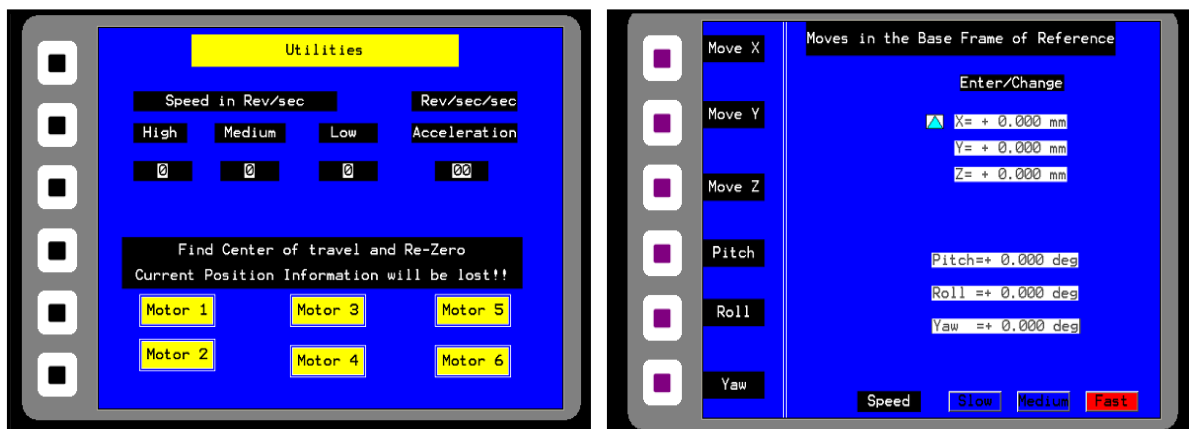 Utilities
Speed in Rev/sec Rev/sec/sec
High Medium Low Acceleration
0 0 0 00
Find Center of travel and Re-Zero
Current Position Information will be lost!!
Motor 1 Motor 3 Motor 5
Motor 2 Motor 4 Motor 6
Moves in the Base Frame of Reference
Move X
Enter/Change
Move Y
X= + 0.000 mm
Y= + 0.000 mm
Z= + 0.000 mm
Move Z
Pitch
Pitch=+ 0.000 deg
Roll =+ 0.000 deg
Roll
Yaw =+ 0.000 deg
Yaw
Speed Slow Medium Fast